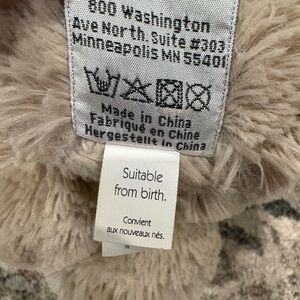 800 Washington
Ave North. Suite #303
Minneapolis MN 55401
Made in China
Fabriqué en Chine
Hergestellt in China
Suitable
from birth.
Convient
aux nouveaux nés.